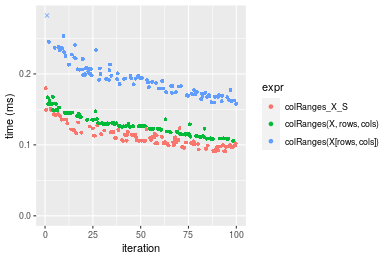 time (ms)
0.2
0.1
0.0
0
25
50
75
100
iteration
expr
colRanges_X_S
colRanges(X, rows, cols)
colRanges(X[rows, cols])